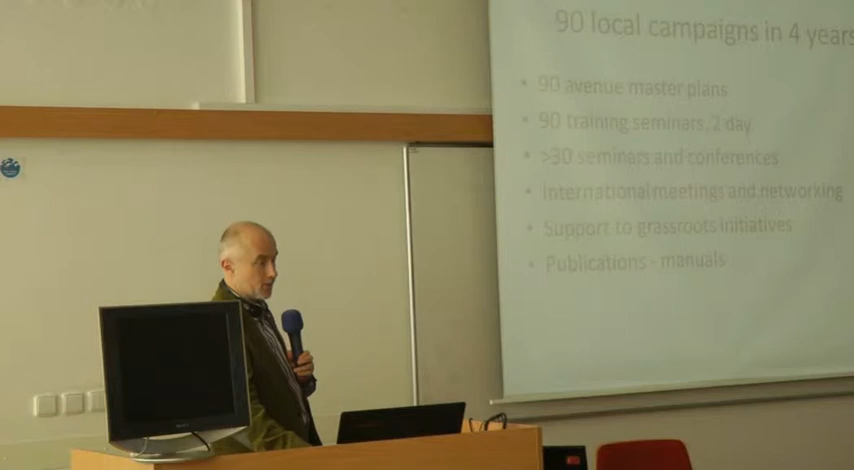 90 local campaigns in 4 years
• 90 avenue master plans
• 90 training seminars, 2 day
• >30 seminars and conferences
• International meetings and networking
• Support to grassroots initiatives
• Publications - manuals
SONY